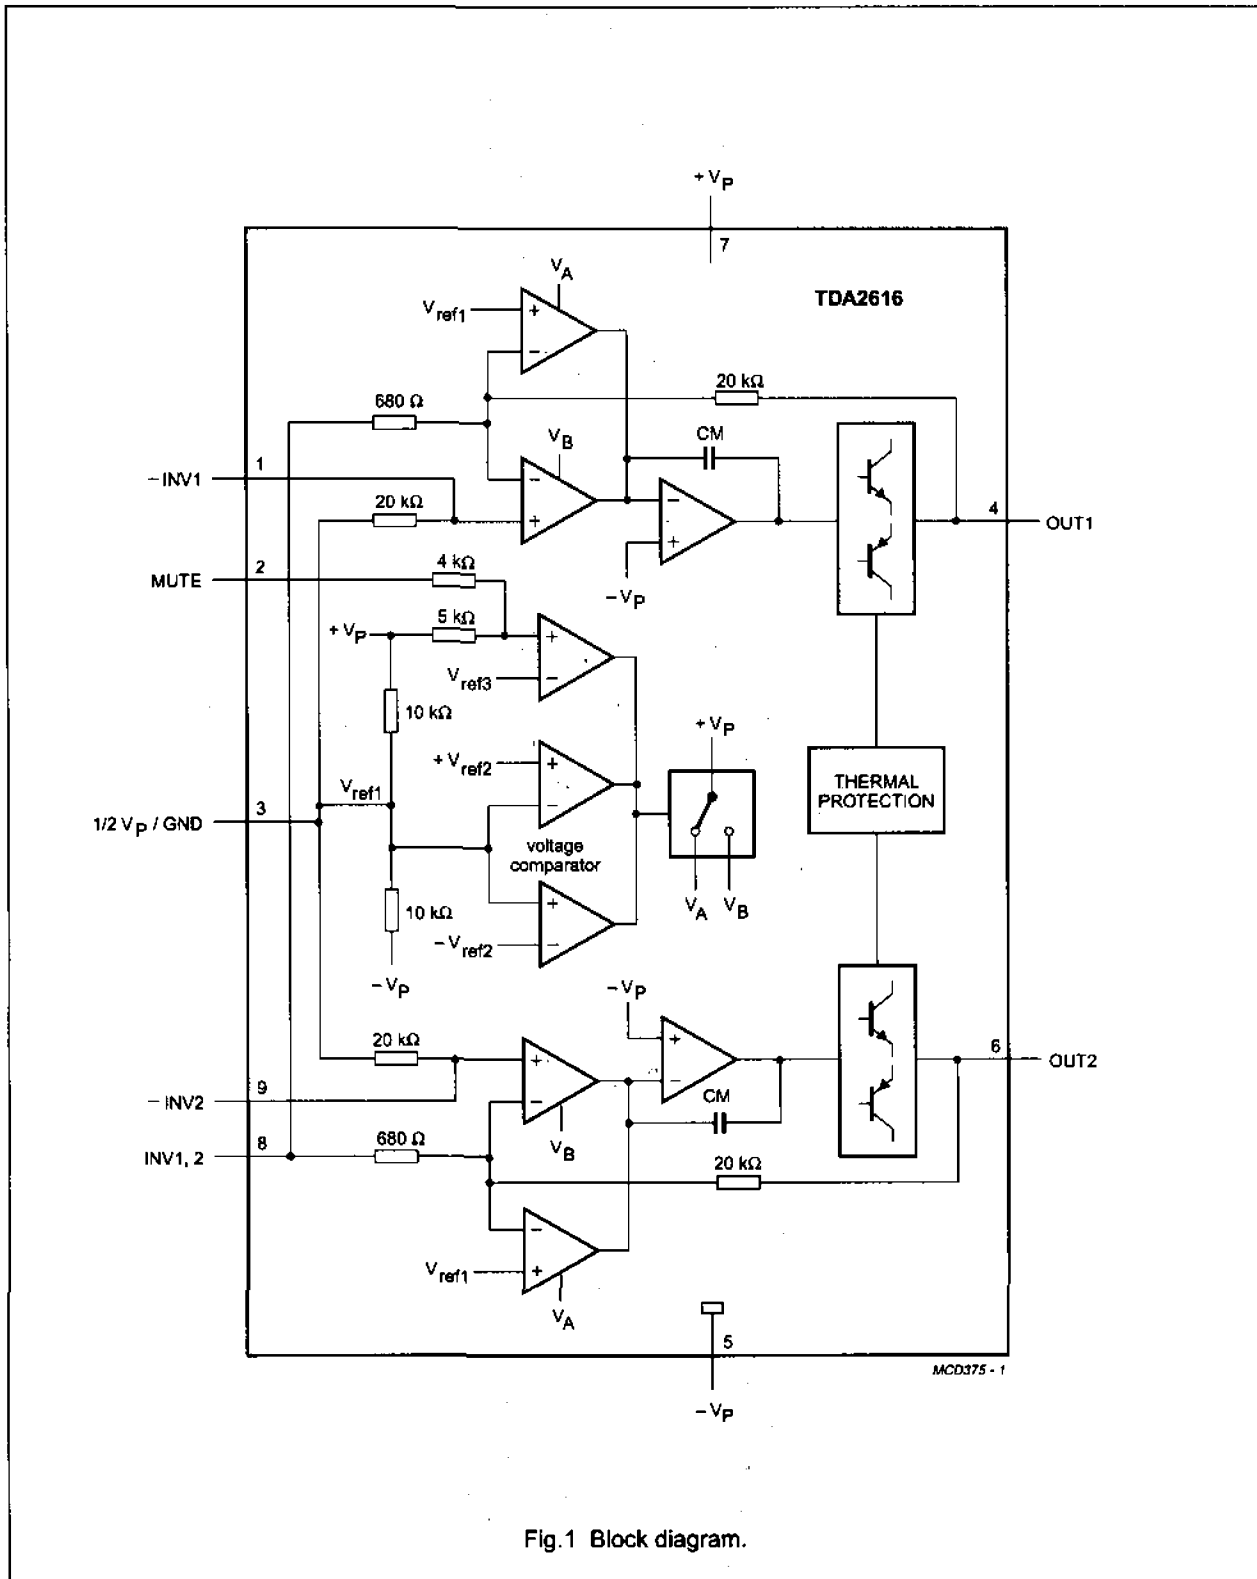 + VP
7
TDA2616
VA
Vref1
+
−
20 kΩ
680 Ω
CM
VB
1
− INV1
−
+
20 kΩ
−
+
4
OUT1
− VP
2
MUTE
4 kΩ
5 kΩ
+ VP
+
−
Vref3
10 kΩ
+ VP
+ Vref2
+
−
THERMAL
PROTECTION
Vref1
3
1/2 VP / GND
voltage
comparator
VA
VB
10 kΩ
+
−
− Vref2
− VP
− VP
20 kΩ
+
−
+
−
6
OUT2
9
− INV2
CM
VB
8
INV1, 2
680 Ω
20 kΩ
−
+
Vref1
VA
5
MCD375 - 1
− VP
Fig.1 Block diagram.